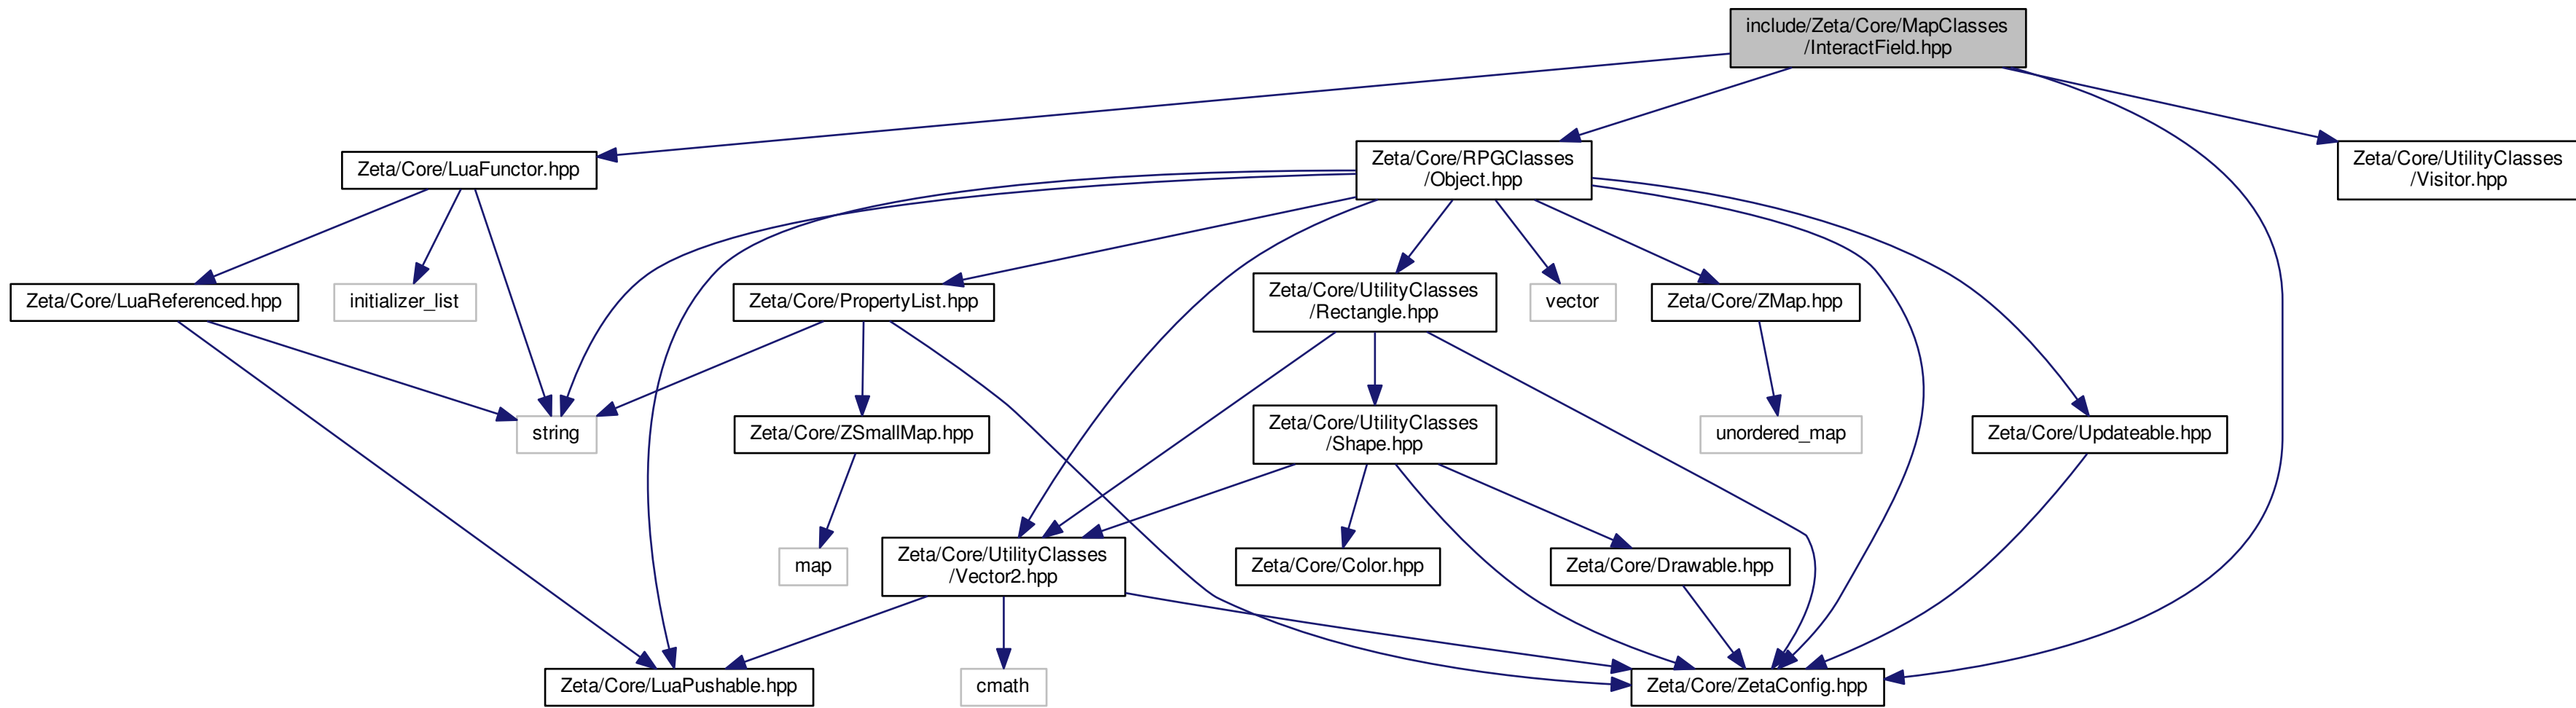 include/Zeta/Core/MapClasses
/InteractField.hpp
Zeta/Core/LuaFunctor.hpp
Zeta/Core/RPGClasses
/Object.hpp
Zeta/Core/UtilityClasses
/Visitor.hpp
Zeta/Core/LuaReferenced.hpp
initializer_list
Zeta/Core/PropertyList.hpp
Zeta/Core/UtilityClasses
/Rectangle.hpp
vector
Zeta/Core/ZMap.hpp
string
Zeta/Core/ZSmallMap.hpp
Zeta/Core/UtilityClasses
/Shape.hpp
unordered_map
Zeta/Core/Updateable.hpp
map
Zeta/Core/UtilityClasses
/Vector2.hpp
Zeta/Core/Color.hpp
Zeta/Core/Drawable.hpp
Zeta/Core/LuaPushable.hpp
cmath
Zeta/Core/ZetaConfig.hpp